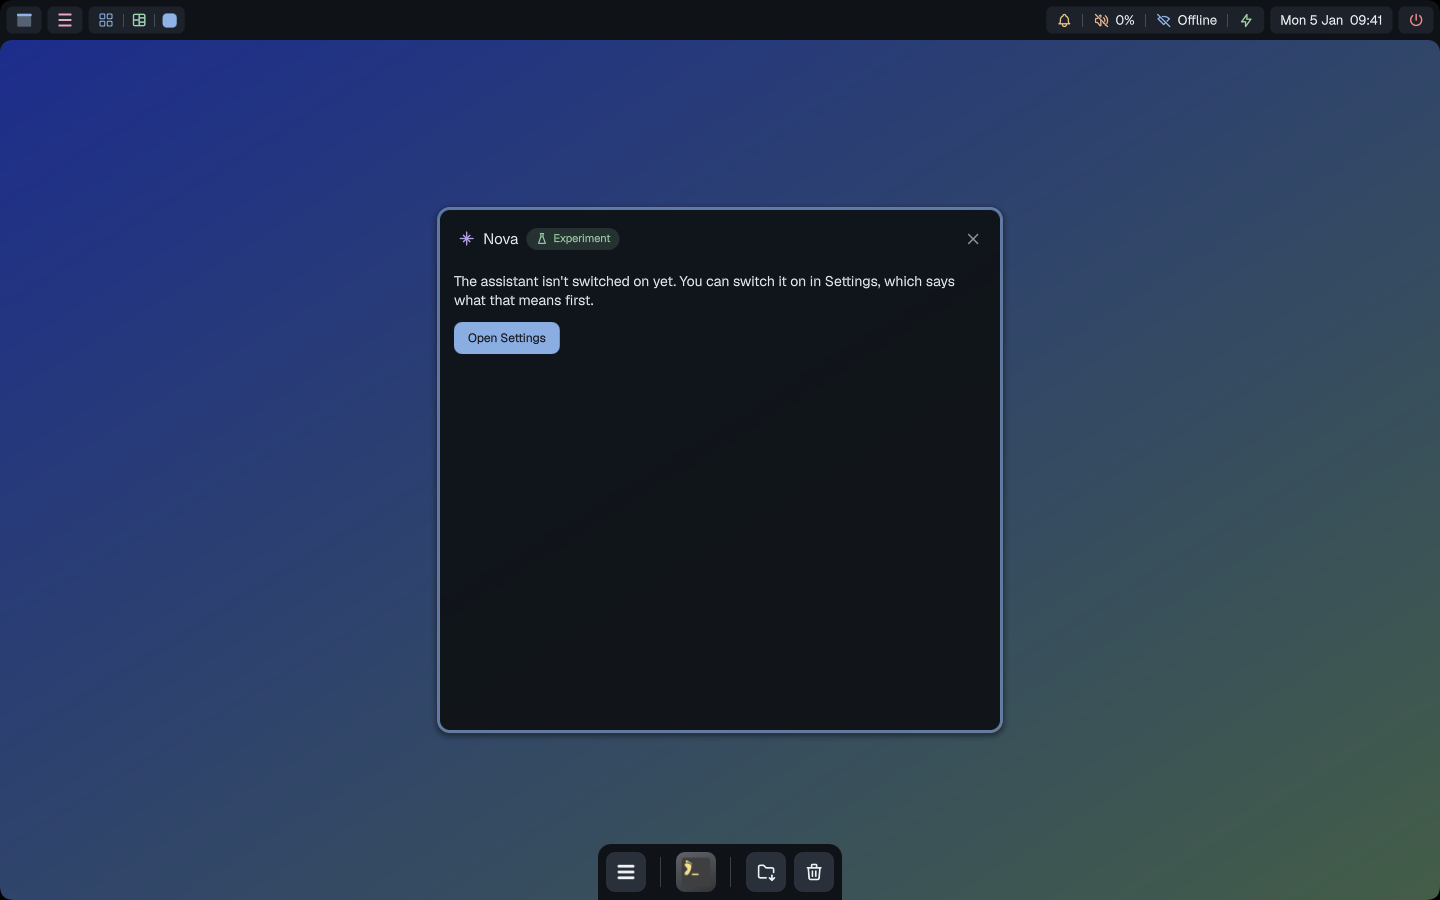 0%
Offline
Mon 5 Jan 09:41
Nova
Experiment
The assistant isn't switched on yet. You can switch it on in Settings, which says
what that means first.
Open Settings